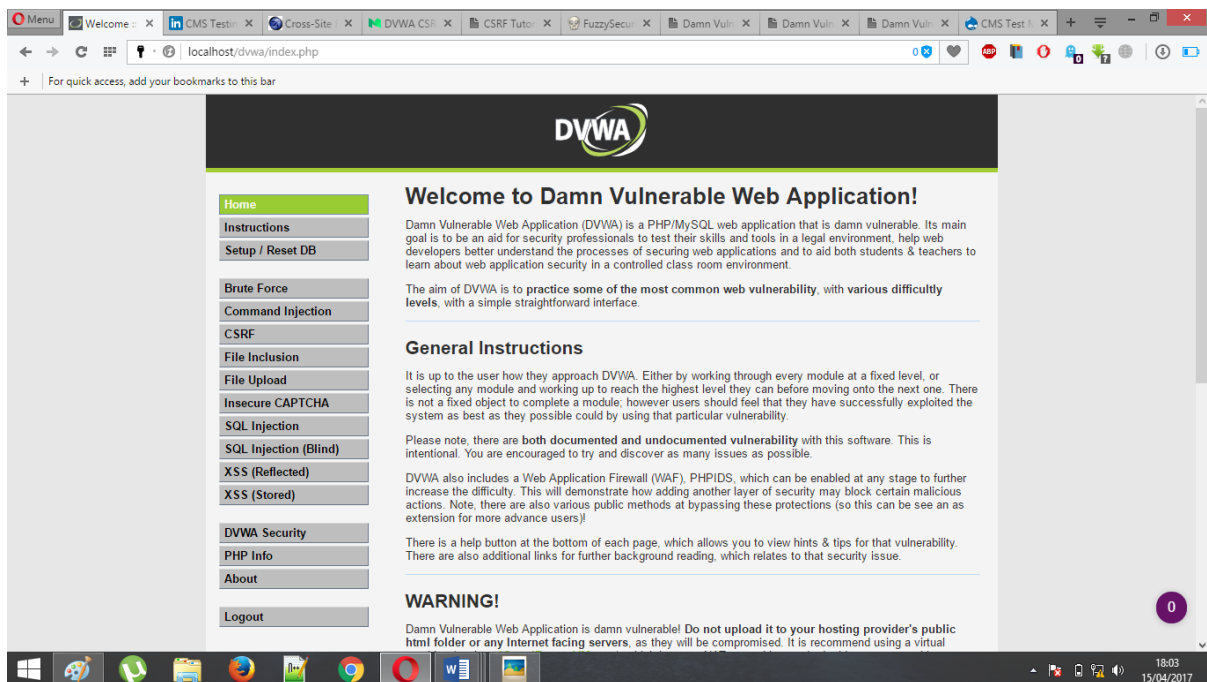 Menu
Welcome :
CMS Testin
Cross-Site
DVWA CSR
CSRF Tutor
FuzzySecur
Damn Vuln
Damn Vuln
Damn Vuln
CMS Test
localhost/dvwa/index.php
0
ABP
0
?
For quick access, add your bookmarks to this bar
DVWA
Home
Instructions
Setup / Reset DB
Brute Force
Command Injection
CSRF
File Inclusion
File Upload
Insecure CAPTCHA
SQL Injection
SQL Injection (Blind)
XSS (Reflected)
XSS (Stored)
DVWA Security
PHP Info
About
Logout
Welcome to Damn Vulnerable Web Application!
Damn Vulnerable Web Application (DVWA) is a PHP/MySQL web application that is damn vulnerable. Its main
goal is to be an aid for security professionals to test their skills and tools in a legal environment, help web
developers better understand the processes of securing web applications and to aid both students & teachers to
learn about web application security in a controlled class room environment.
The aim of DVWA is to practice some of the most common web vulnerability, with various difficultly
levels, with a simple straightforward interface.
General Instructions
It is up to the user how they approach DVWA. Either by working through every module at a fixed level, or
selecting any module and working up to reach the highest level they can before moving onto the next one. There
is not a fixed object to complete a module; however users should feel that they have successfully exploited the
system as best as they possible could by using that particular vulnerability.
Please note, there are both documented and undocumented vulnerability with this software. This is
intentional. You are encouraged to try and discover as many issues as possible.
DVWA also includes a Web Application Firewall (WAF), PHPIDS, which can be enabled at any stage to further
increase the difficulty. This will demonstrate how adding another layer of security may block certain malicious
actions. Note, there are also various public methods at bypassing these protections (so this can be see an as
extension for more advance users)!
There is a help button at the bottom of each page, which allows you to view hints & tips for that vulnerability.
There are also additional links for further background reading, which relates to that security issue.
WARNING!
Damn Vulnerable Web Application is damn vulnerable! Do not upload it to your hosting provider's public
html folder or any Internet facing servers, as they will be compromised. It is recommend using a virtual
0
18:03
15/04/2017